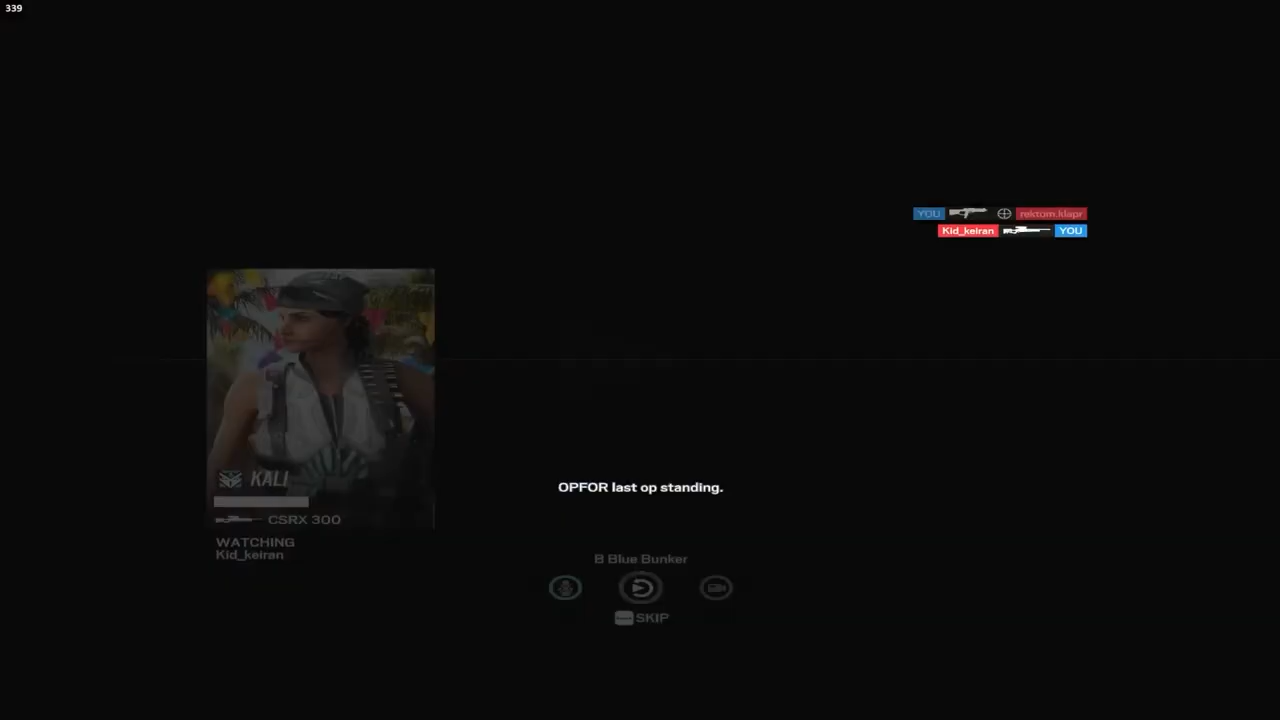 339
YOU rektom.klapr
Kid_keiran YOU
KALI
CSRX 300
WATCHING
Kid_keiran
OPFOR last op standing.
B Blue Bunker
SKIP